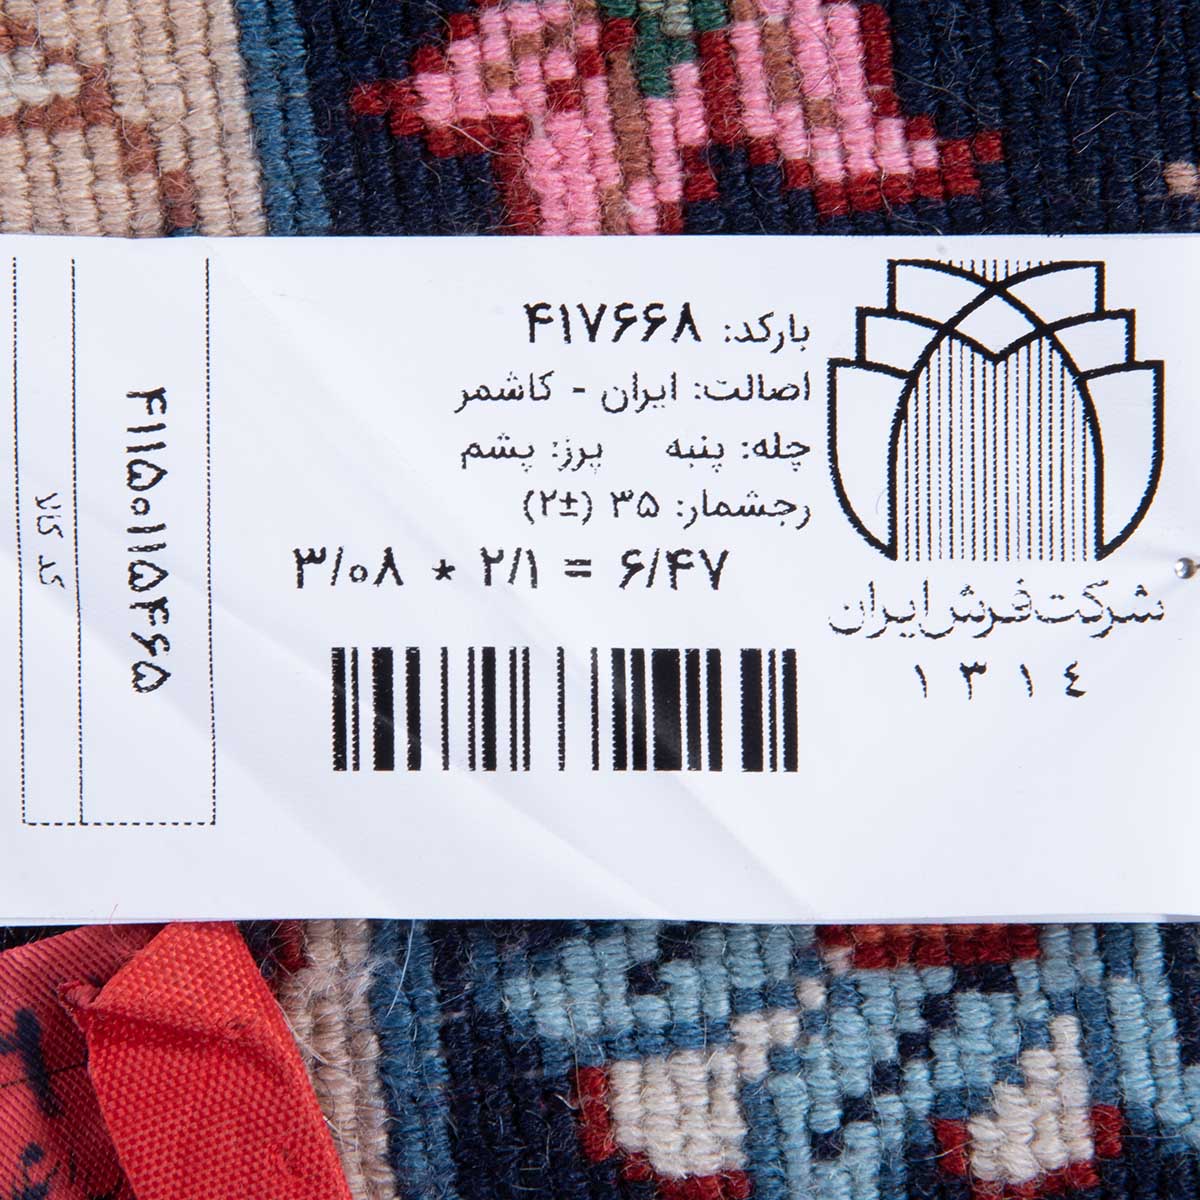 بارکد: ۴۱۷۶۶۸
اصالت: ایران - کاشمر
چله: پنبه پرز: پشم
رجشمار: ۳۵ (±۲)
۳/۰۸ * ۲/۱ = ۶/۴۷
شرکت فرش ایران
١٣١٤
۴۱۱۵۰۱۱۵۴۶۵
کد کالا